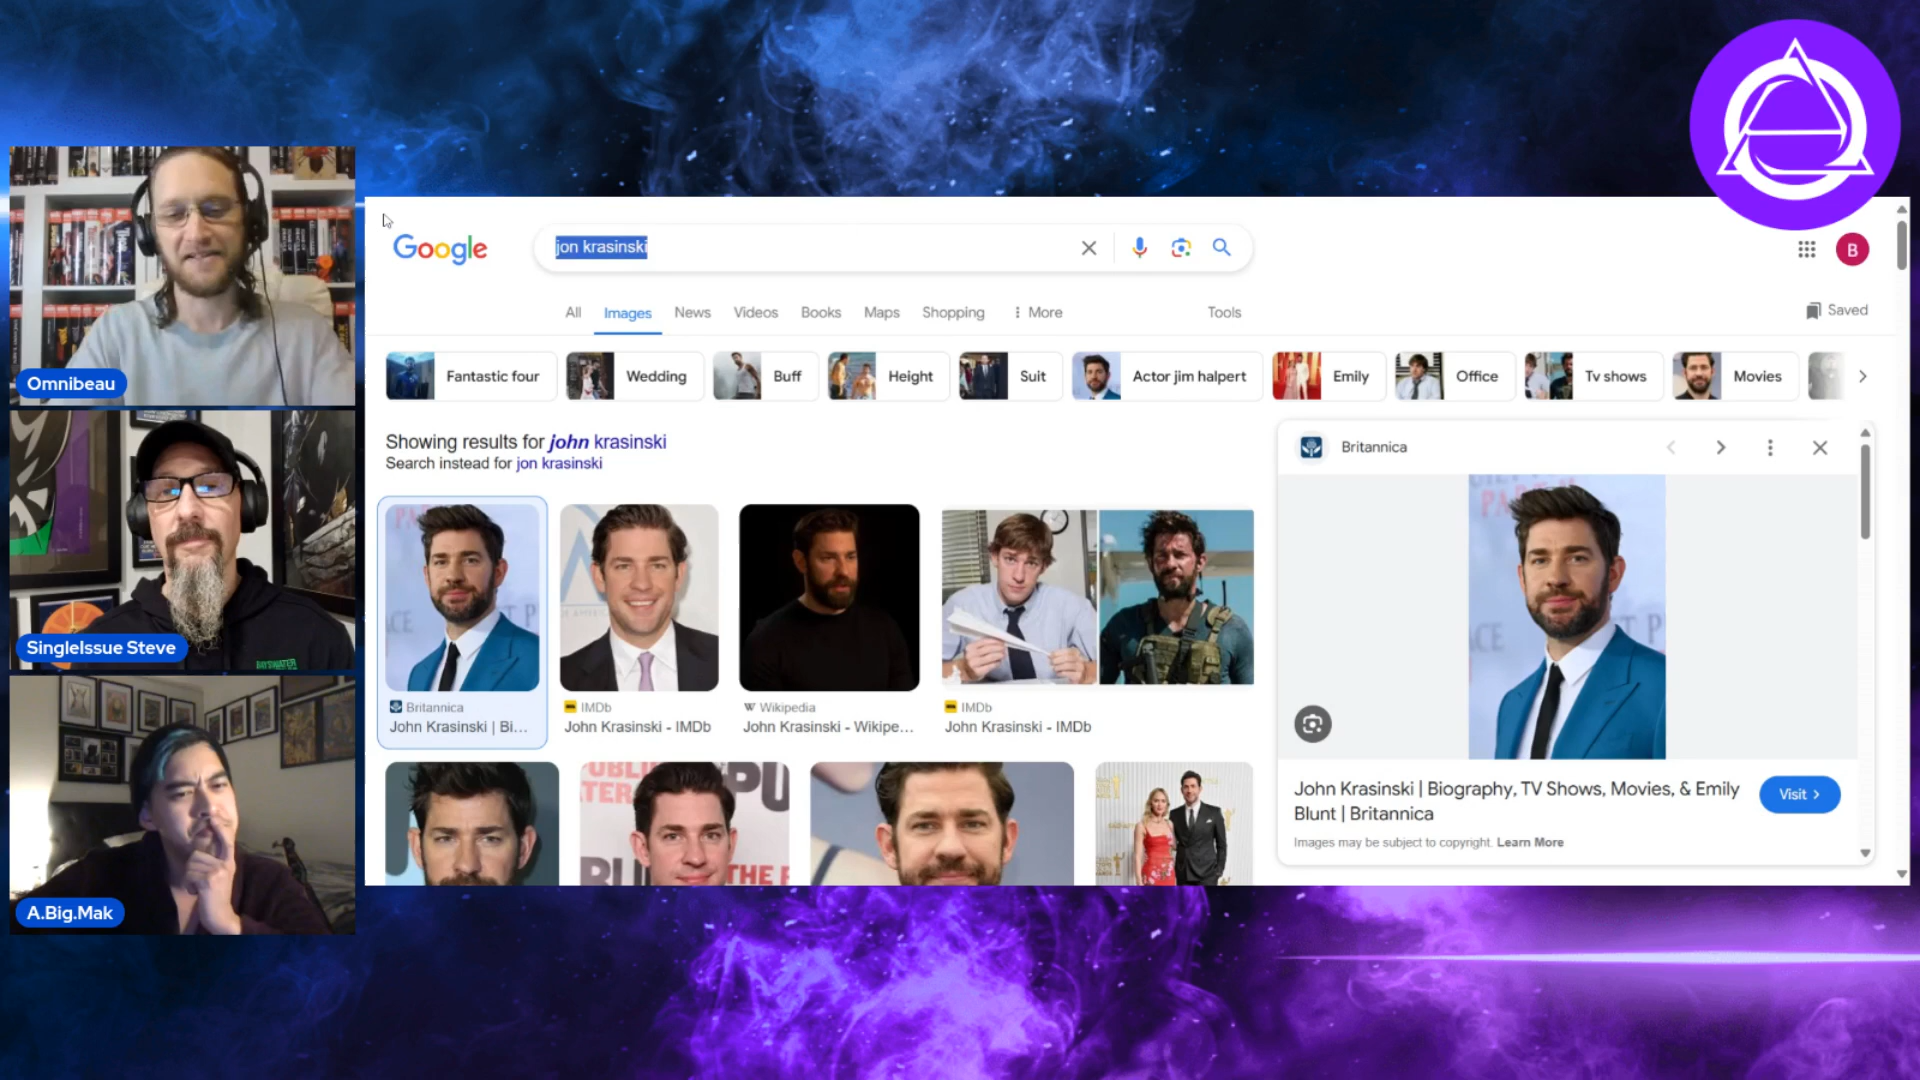 Omnibeau
SingleIssue Steve
BAYSWATER
A.Big.Mak
Google
jon krasinski
B
All Images News Videos Books Maps Shopping More Tools
Saved
Fantastic four Wedding Buff Height Suit Actor jim halpert Emily Office Tv shows Movies
Showing results for john krasinski
Search instead for jon krasinski
Britannica
John Krasinski | Bi...
IMDb
John Krasinski - IMDb
W Wikipedia
John Krasinski - Wikipe...
IMDb
John Krasinski - IMDb
Britannica
PART II
John Krasinski | Biography, TV Shows, Movies, & Emily
Blunt | Britannica
Visit
Images may be subject to copyright. Learn More